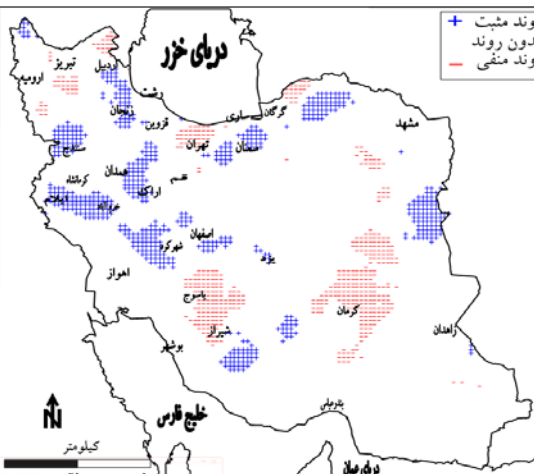 روند مثبت
بدون روند
روند منفی
دریای خزر
اردبیل
تبریز
ارومیه
رشت
زنجان
قزوین
ساری
گرگان
مشهد
سنندج
تهران
سمنان
همدان
قم
کرمانشاه
اراک
ایلام
خرم‌آباد
اصفهان
شهرکرد
یزد
اهواز
یاسوج
کرمان
شیراز
زاهدان
بوشهر
بندرعباس
خلیج فارس
دریای عمان
N
کیلومتر